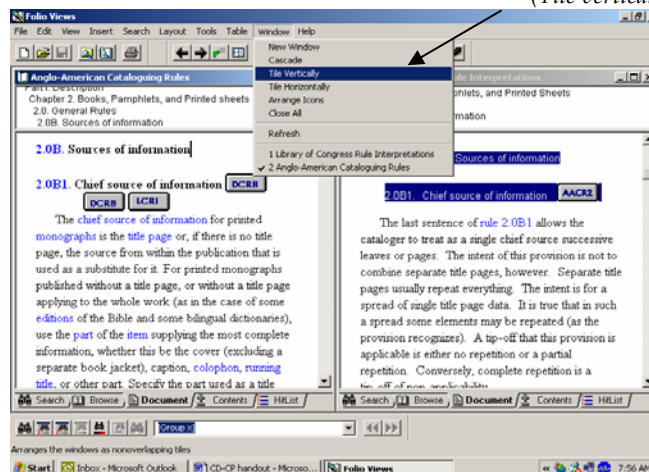 (Tile vertical
Folio Views
File Edit View Insert Search Layout Tools Table Window Help
New Window
Cascade
Tile Vertically
Tile Horizontally
Arrange Icons
Close All
Refresh
1 Library of Congress Rule Interpretations
✓ 2 Anglo-American Cataloguing Rules
Anglo-American Cataloguing Rules
Part I. Description
Chapter 2. Books, Pamphlets, and Printed sheets
2.0. General Rules
2.0B. Sources of information
2.0B. Sources of information
2.0B1. Chief source of information DCRB
DCRB LCRI
The chief source of information for printed
monographs is the title page or, if there is no title
page, the source from within the publication that is
used as a substitute for it. For printed monographs
published without a title page, or without a title page
applying to the whole work (as in the case of some
editions of the Bible and some bilingual dictionaries),
use the part of the item supplying the most complete
information, whether this be the cover (excluding a
separate book jacket), caption, colophon, running
title, or other part. Specify the part used as a title
Search Browse Document Contents HitList
le Interpretations
phlets, and Printed Sheets
mation
Sources of information
2.0B1. Chief source of information AACR2
The last sentence of rule 2.0B1 allows the
cataloger to treat as a single chief source successive
leaves or pages. The intent of this provision is not to
combine separate title pages, however. Separate title
pages usually repeat everything. The intent is for a
spread of single title page data. It is true that in such
a spread some elements may be repeated (as the
provision recognizes). A tip-off that this provision is
applicable is either no repetition or a partial
repetition. Conversely, complete repetition is a
tip-off of non-applicability
Search Browse Document Contents HitList
Group x
Arranges the windows as nonoverlapping tiles
Start Inbox - Microsoft Outlook CD-CP handout - Microso... Folio Views 7:56 AM